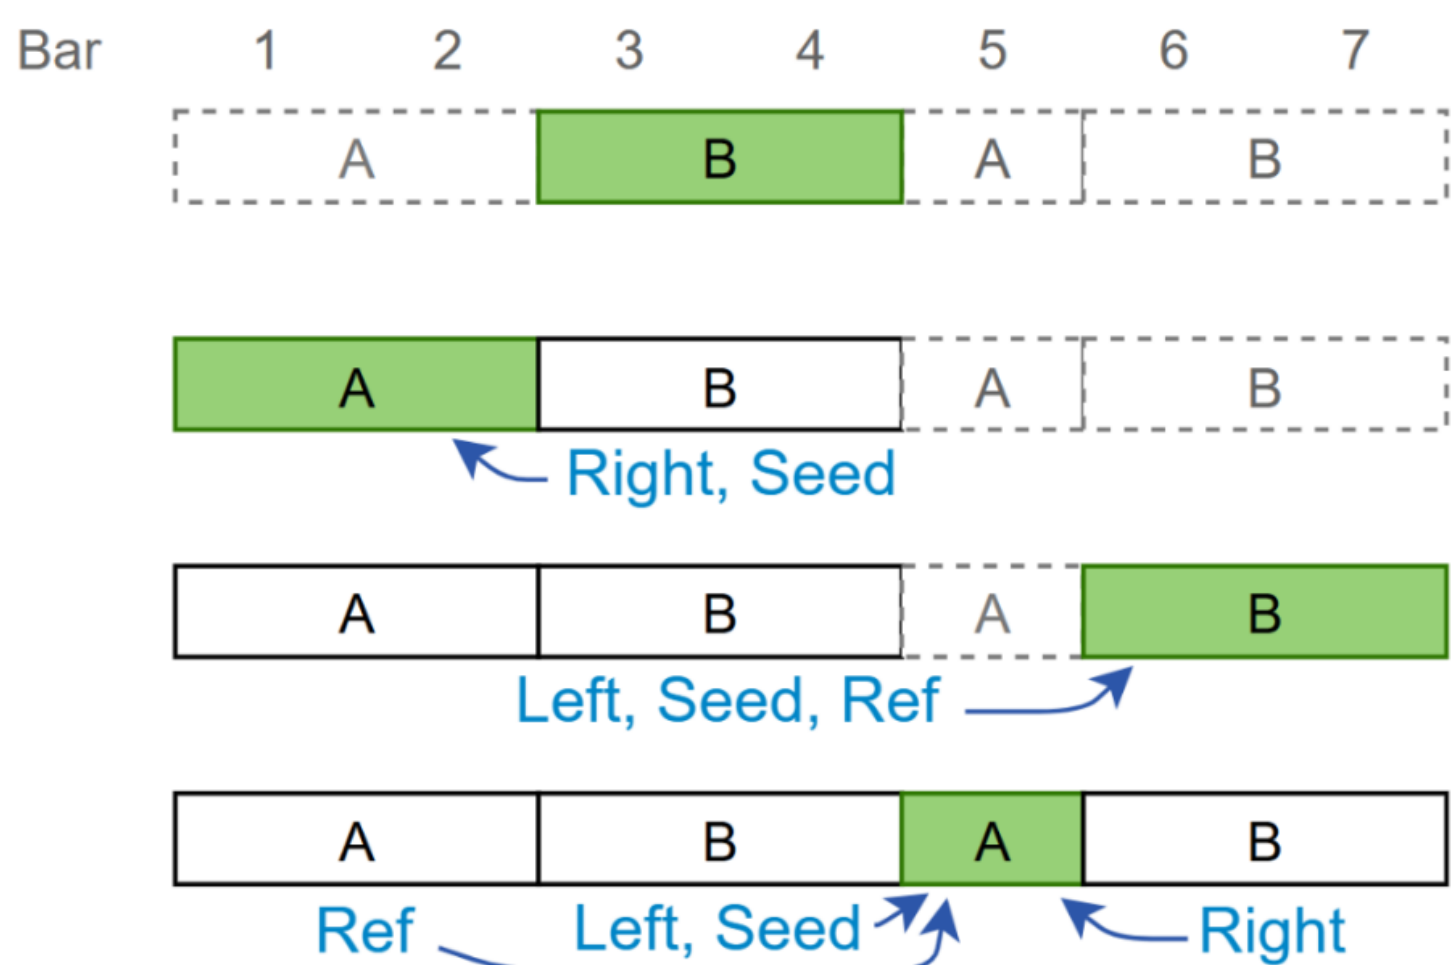 Bar 1 2 3 4 5 6 7
A B A B
A B A B
Right, Seed
A B A B
Left, Seed, Ref
A B A B
Ref Left, Seed Right